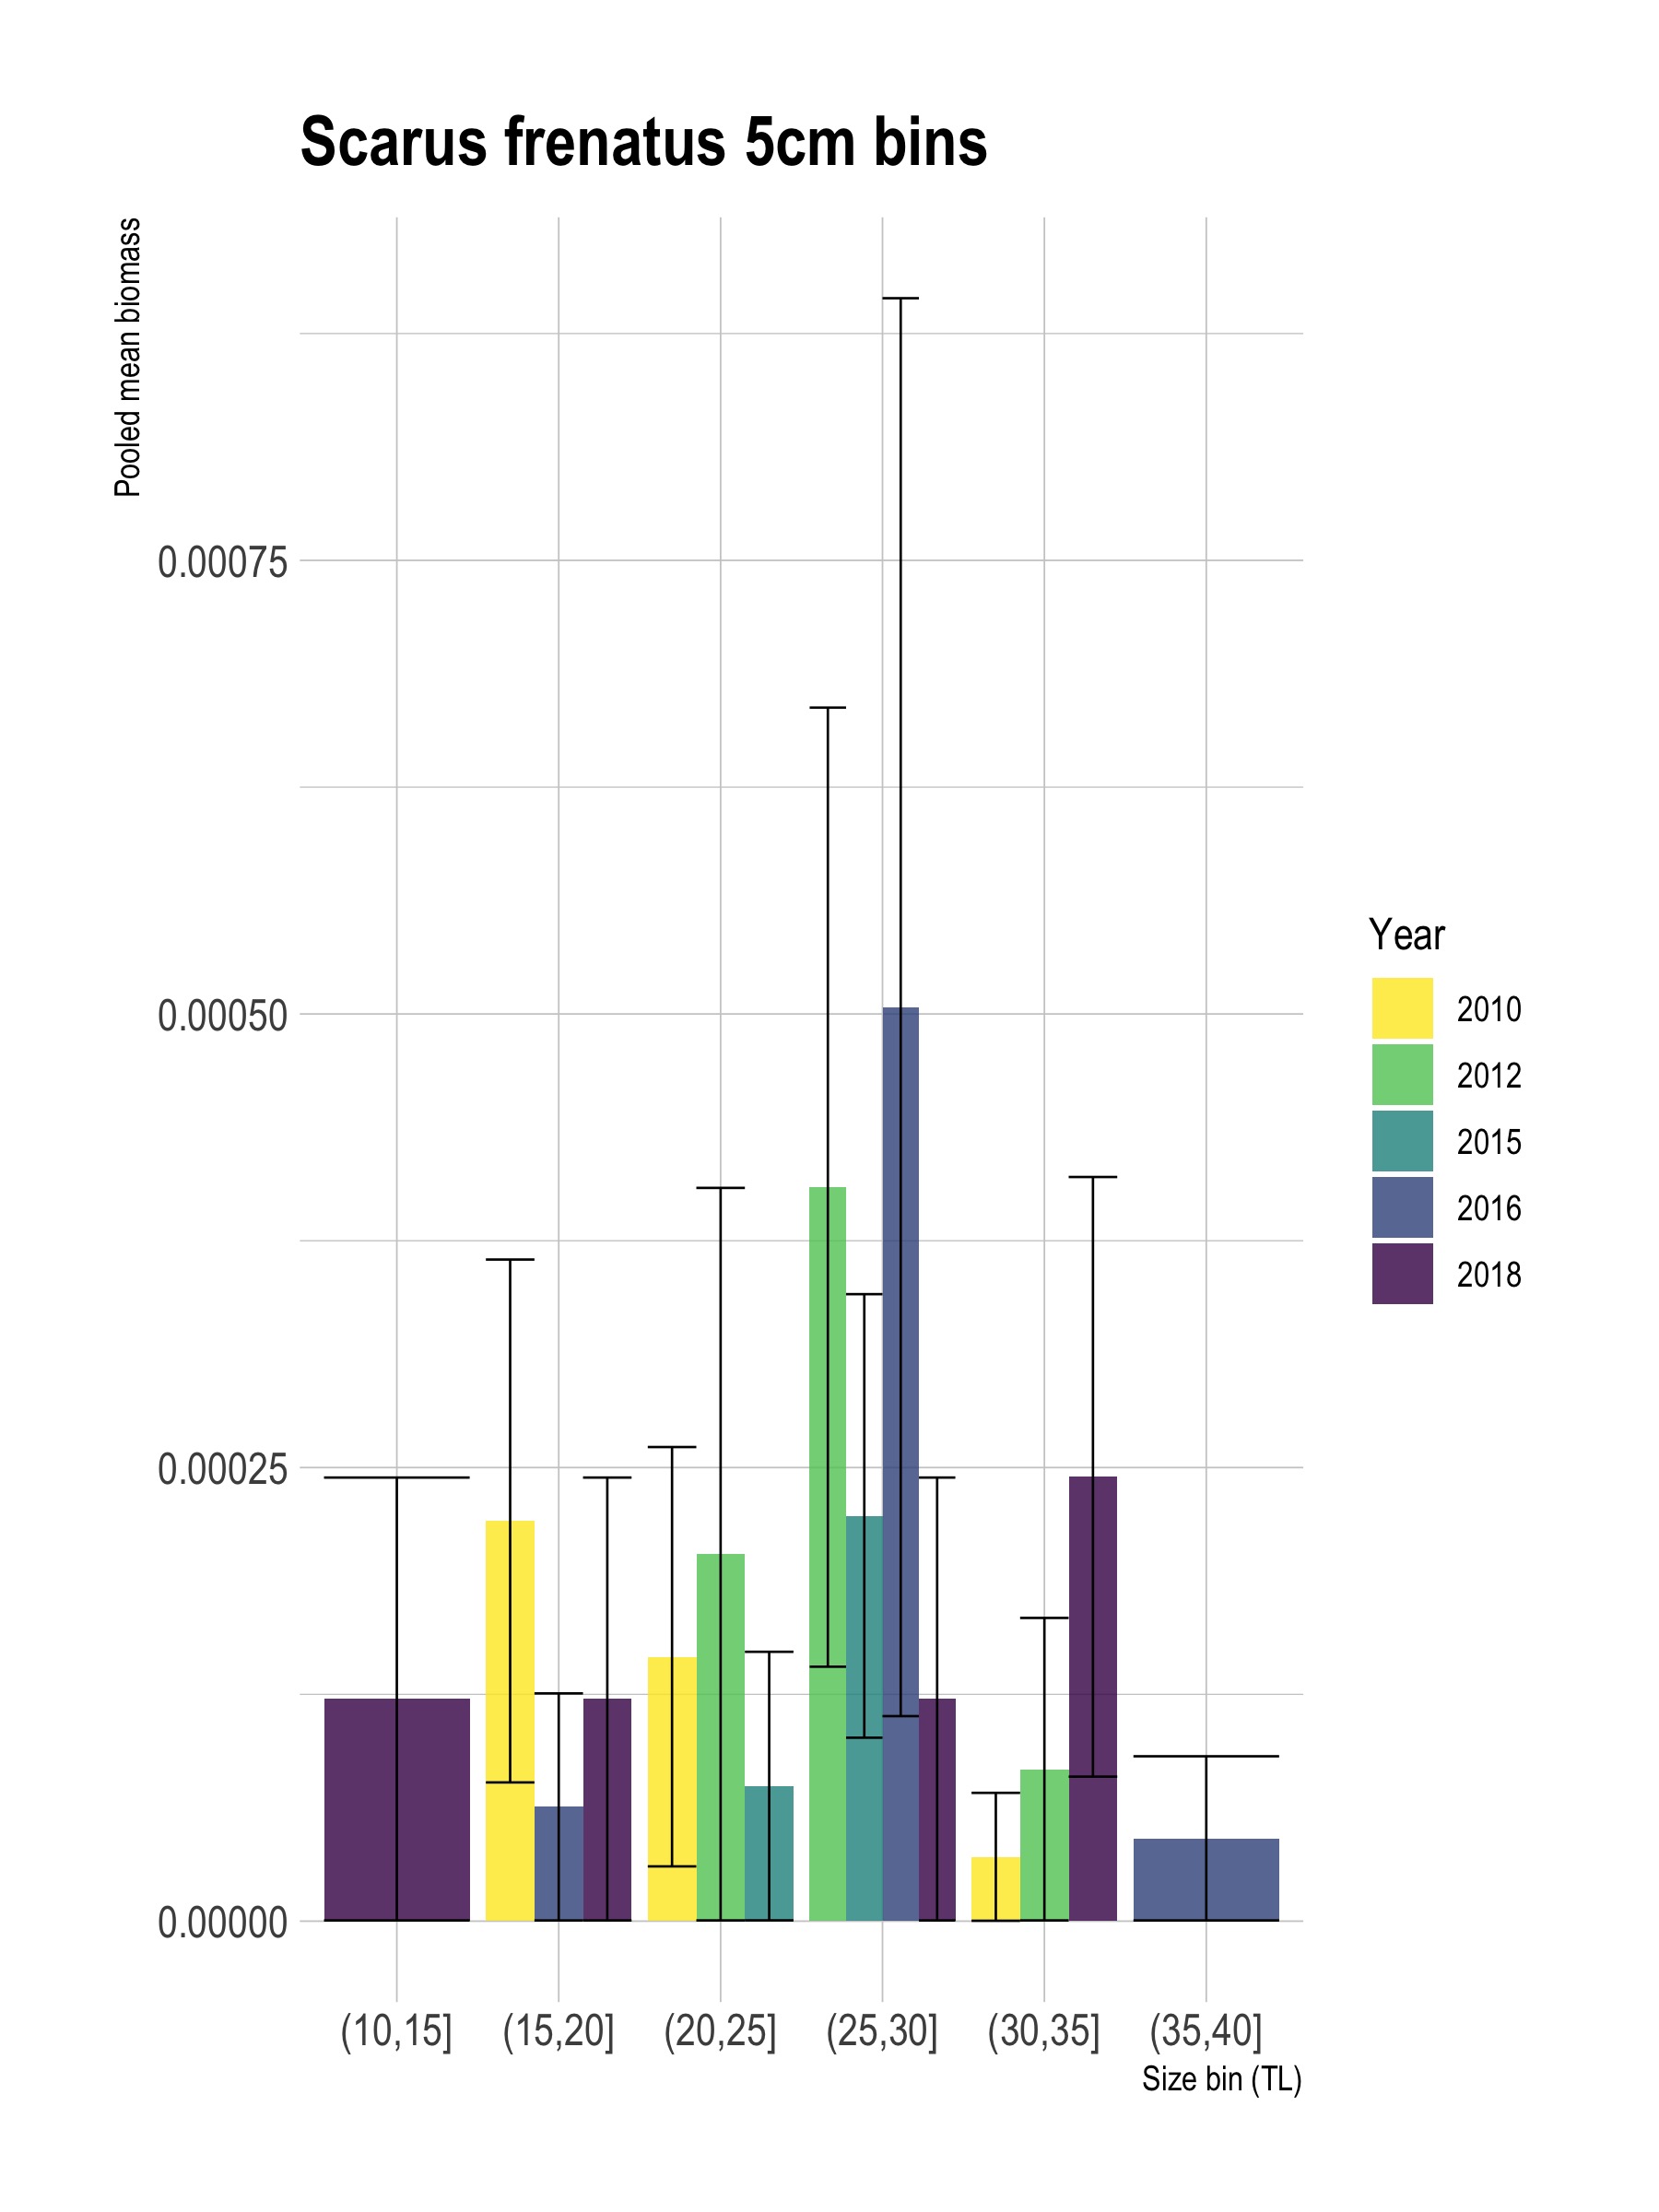 Scarus frenatus 5cm bins
Pooled mean biomass
0.00075
0.00050
0.00025
0.00000
(10,15] (15,20] (20,25] (25,30] (30,35] (35,40]
Size bin (TL)
Year
2010
2012
2015
2016
2018